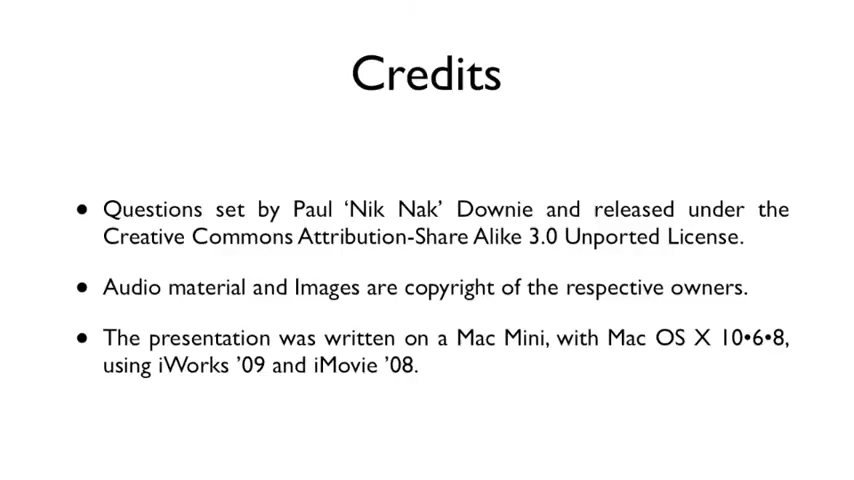 Credits
• Questions set by Paul ‘Nik Nak’ Downie and released under the
Creative Commons Attribution-Share Alike 3.0 Unported License.
• Audio material and Images are copyright of the respective owners.
• The presentation was written on a Mac Mini, with Mac OS X 10•6•8,
using iWorks ’09 and iMovie ’08.